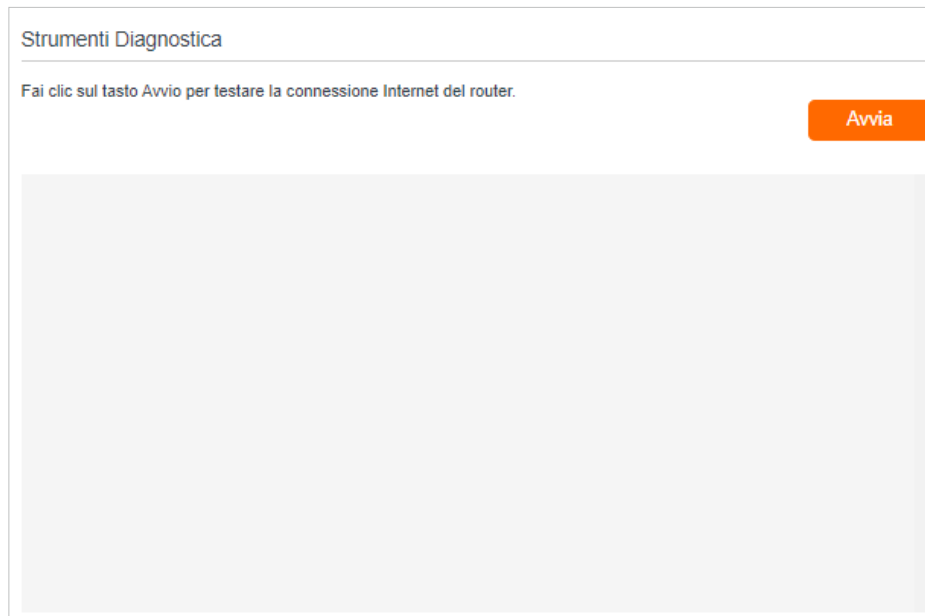 Strumenti Diagnostica
Fai clic sul tasto Avvio per testare la connessione Internet del router.
Avvia